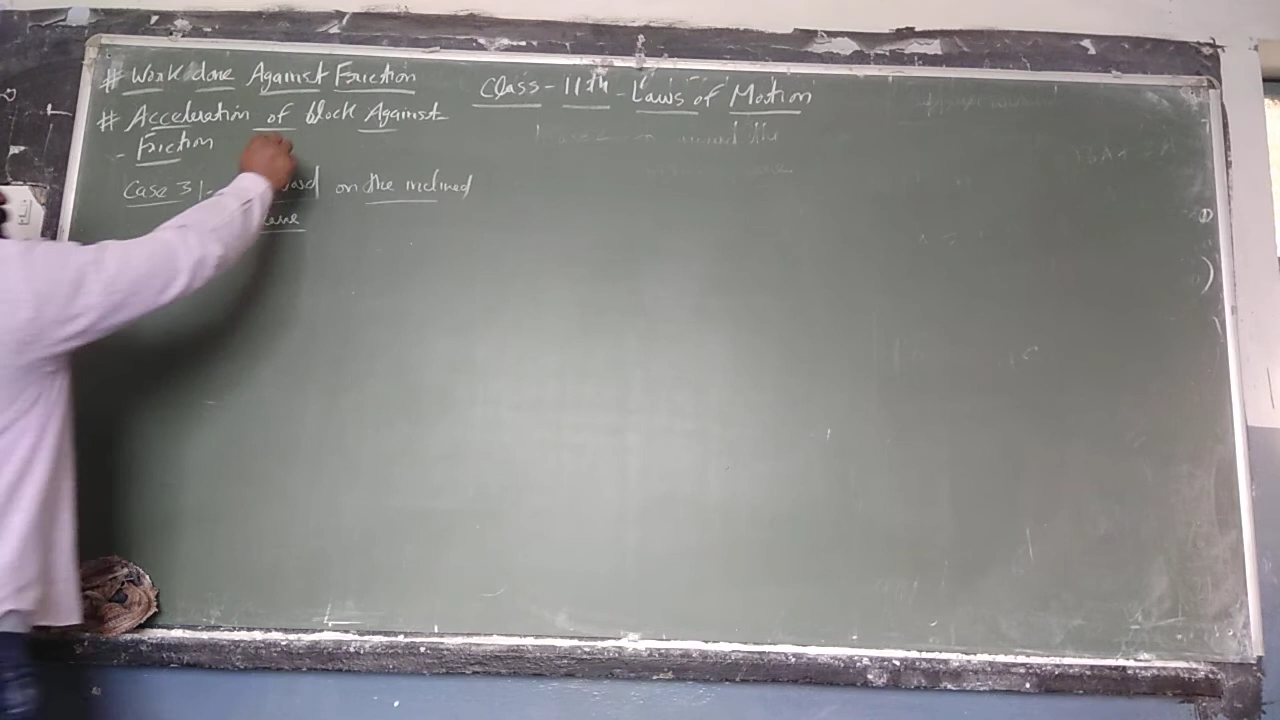 # Work done Against Friction
Class - 11th - Laws of Motion
# Acceleration of block Against
- Friction
Case 3 on the inclined